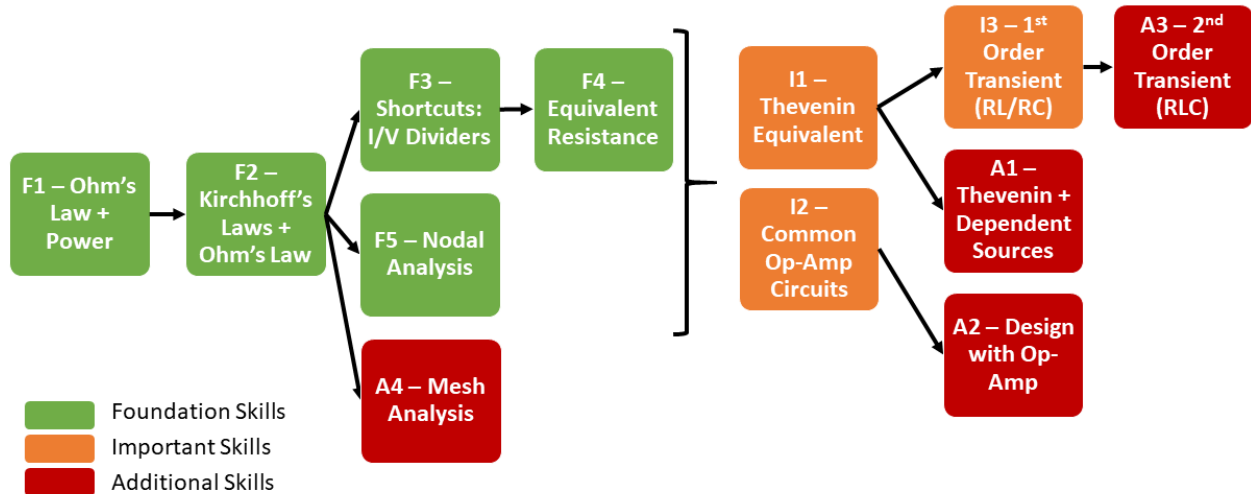 F1 – Ohm's
Law +
Power
F2 –
Kirchhoff's
Laws +
Ohm's Law
F3 –
Shortcuts:
I/V Dividers
F4 –
Equivalent
Resistance
F5 – Nodal
Analysis
A4 – Mesh
Analysis
I1 –
Thevenin
Equivalent
I2 –
Common
Op-Amp
Circuits
I3 – 1st
Order
Transient
(RL/RC)
A3 – 2nd
Order
Transient
(RLC)
A1 –
Thevenin +
Dependent
Sources
A2 – Design
with Op-
Amp
Foundation Skills
Important Skills
Additional Skills